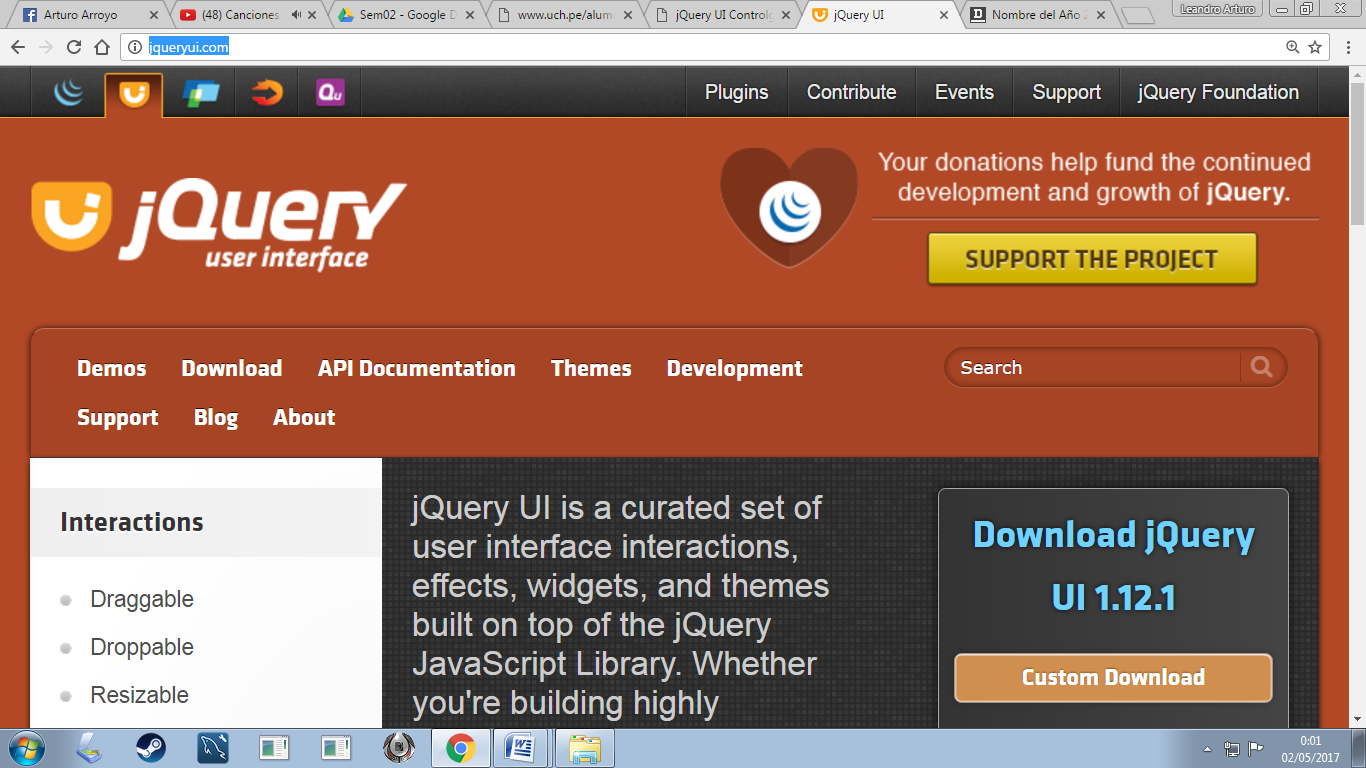 Arturo Arroyo
(48) Canciones
Sem02 - Google D
www.uch.pe/alum
jQuery UI Control
jQuery UI
Nombre del Año 2
Leandro Arturo
jqueryui.com
Qu
Plugins
Contribute
Events
Support
jQuery Foundation
jQuery
user interface
Your donations help fund the continued
development and growth of jQuery.
SUPPORT THE PROJECT
Demos
Download
API Documentation
Themes
Development
Search
Support
Blog
About
Interactions
Draggable
Droppable
Resizable
jQuery UI is a curated set of
user interface interactions,
effects, widgets, and themes
built on top of the jQuery
JavaScript Library. Whether
you're building highly
Download jQuery
UI 1.12.1
Custom Download
0:01
02/05/2017